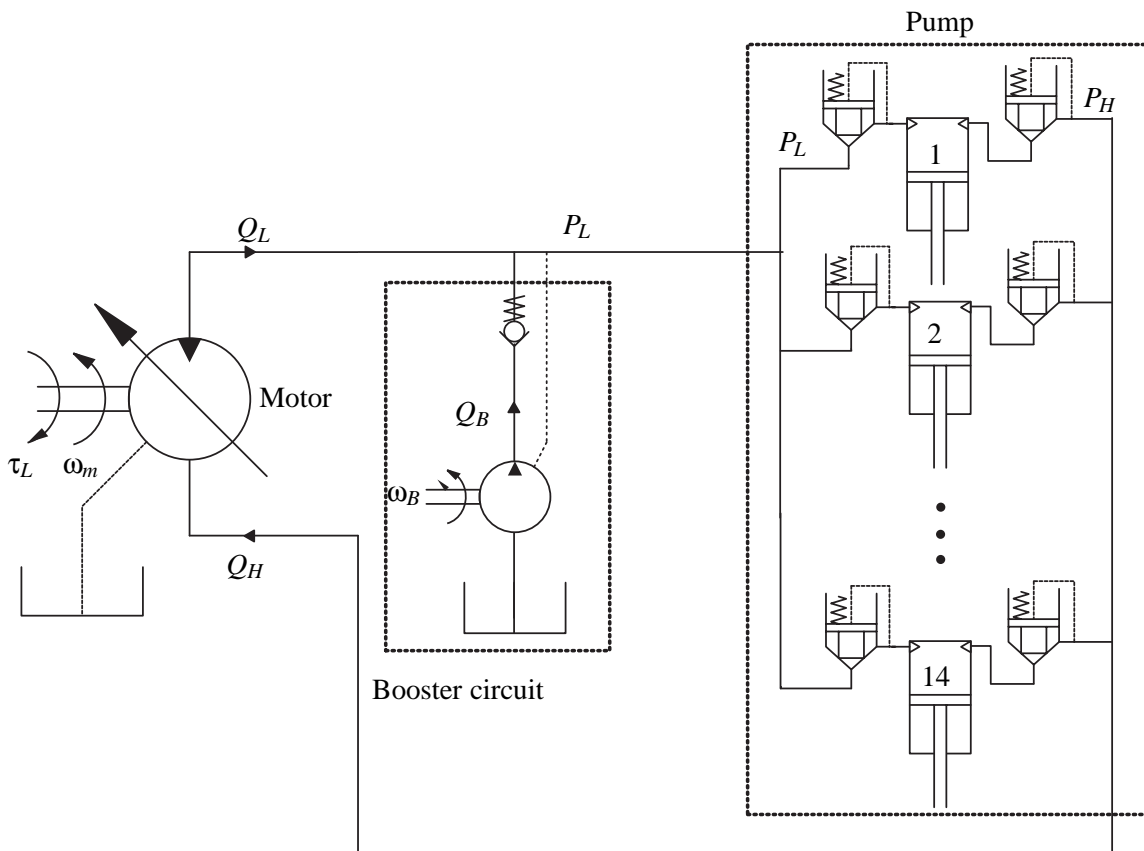 Pump
P_H
P_L
1
Q_L
P_L
2
Motor
Q_B
τ_L
ω_m
ω_B
Q_H
14
Booster circuit